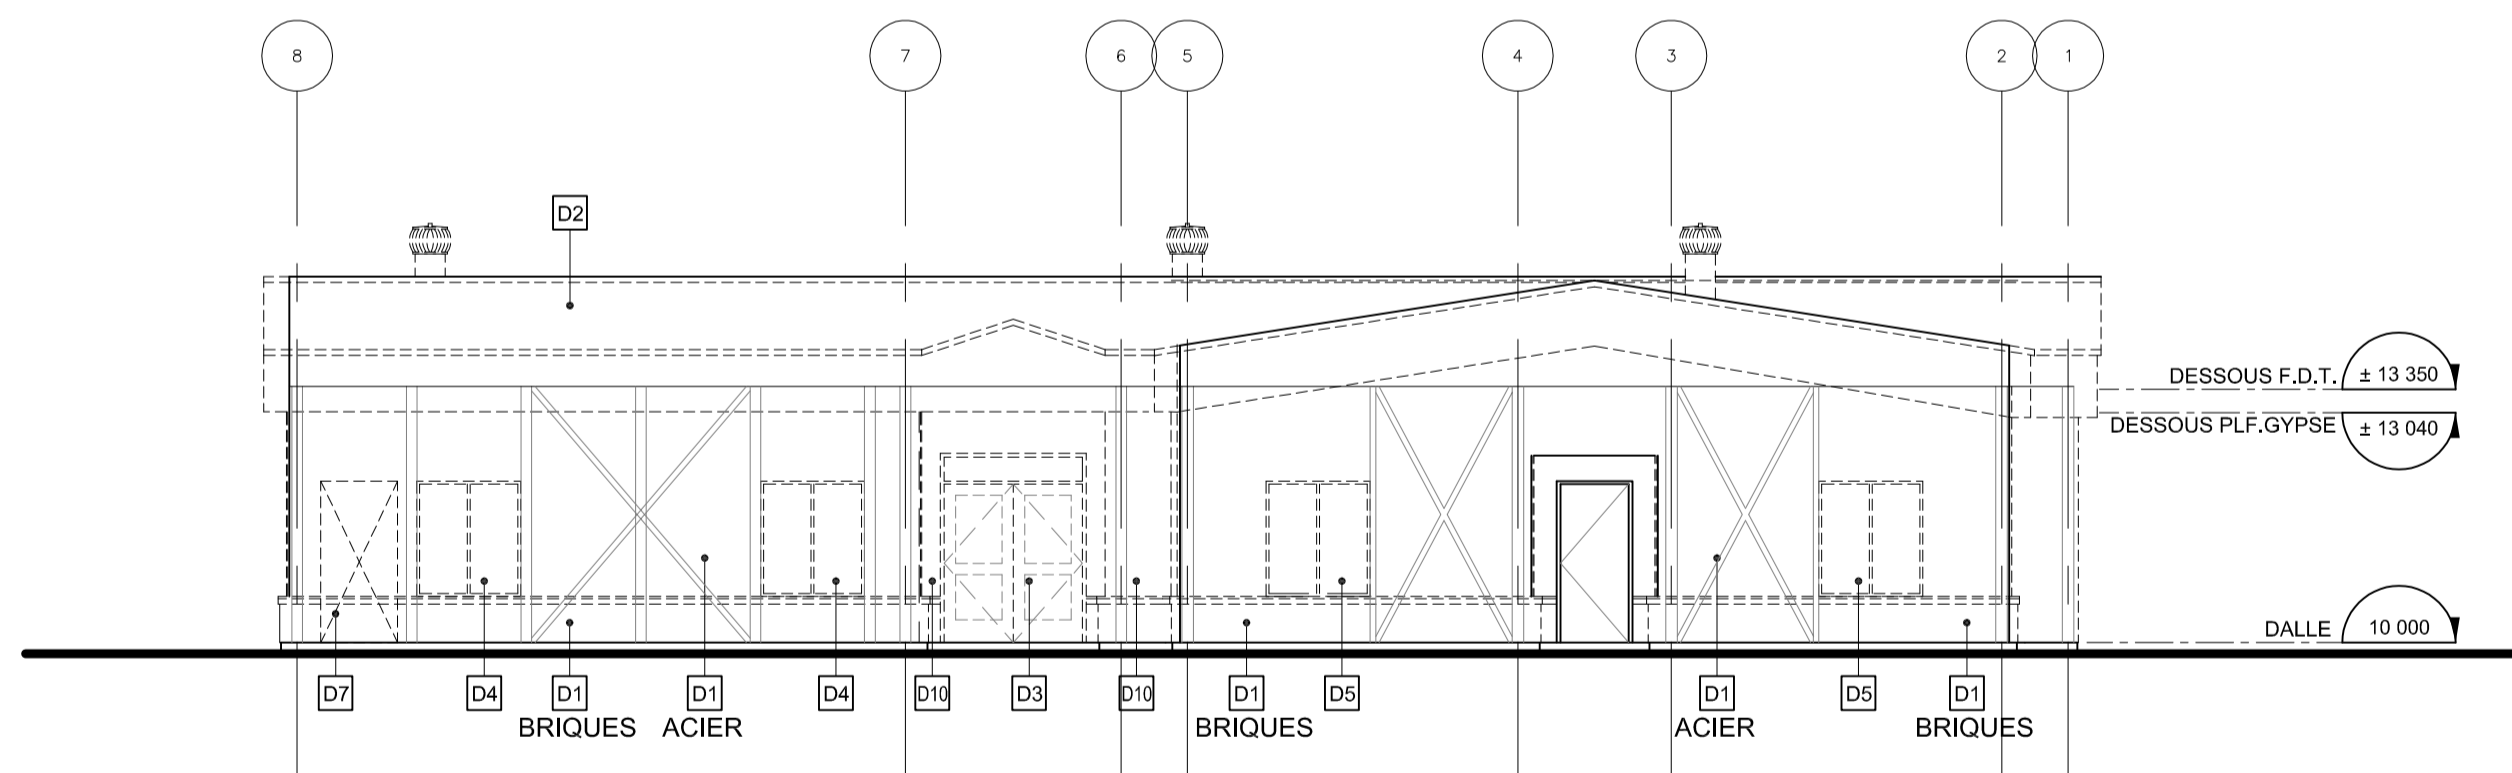 8 7 6 5 4 3 2 1
D2
DESSOUS F.D.T. ± 13 350
DESSOUS PLF.GYPSE ± 13 040
DALLE 10 000
D7 D4 D1 D1 D4 D10 D3 D10 D1 D5 D1 D5 D1
BRIQUES ACIER BRIQUES ACIER BRIQUES